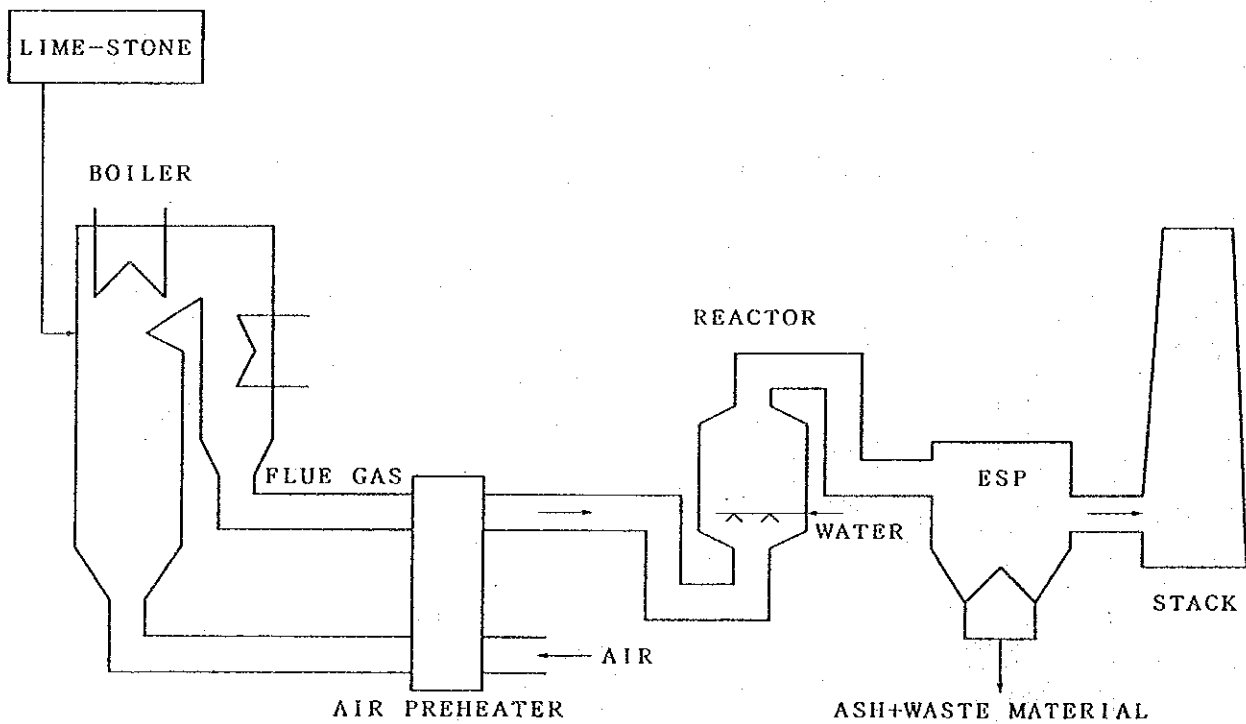 LIME-STONE
BOILER
REACTOR
FLUE GAS
ESP
WATER
STACK
AIR
AIR PREHEATER
ASH+WASTE MATERIAL